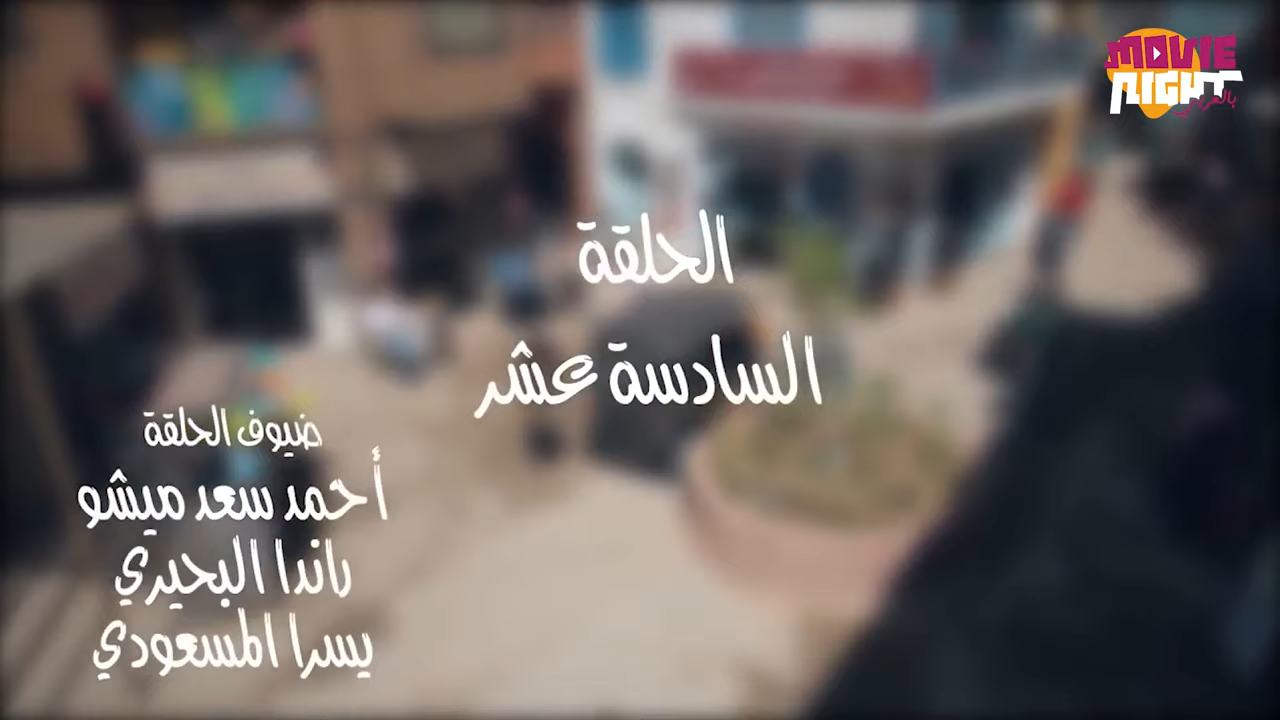 MOVIE
NIGHT
بالعربي
الحلقة
السادسة عشر
ضيوف الحلقة
أحمد سعد ميشو
راندا البحيري
يسرا المسعودي